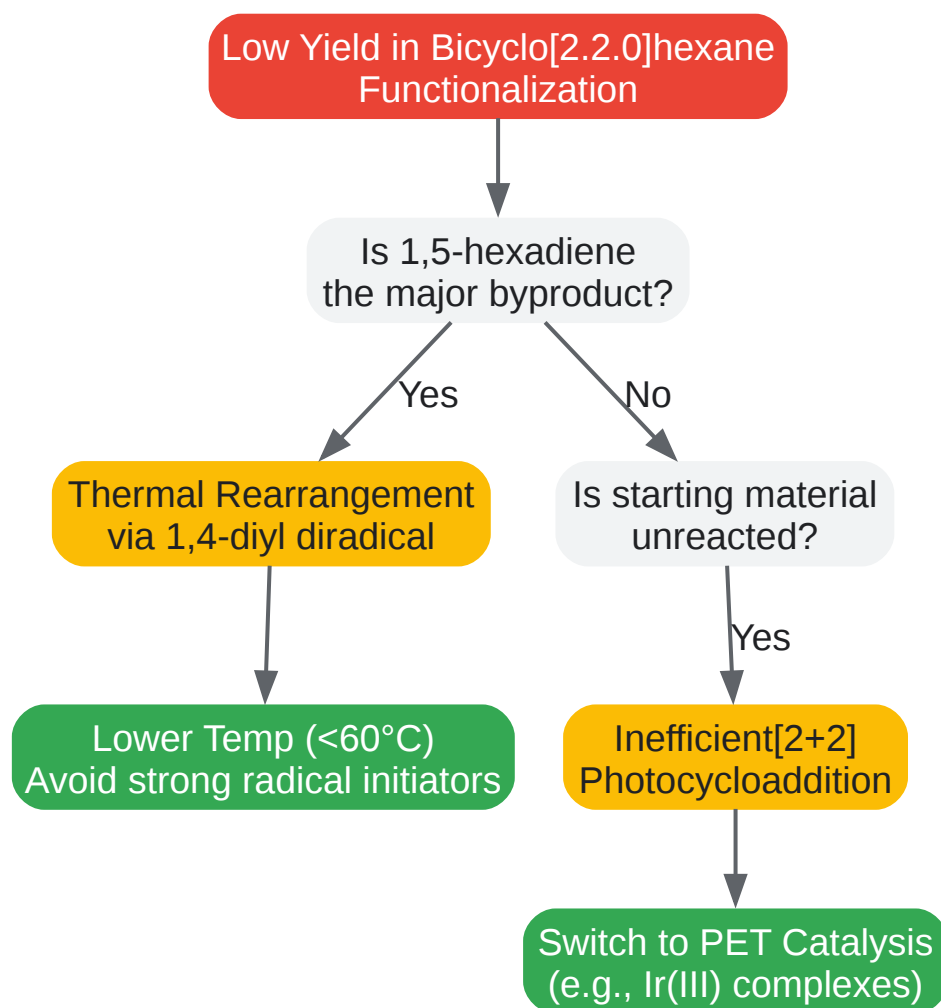 Low Yield in Bicyclo[2.2.0]hexane
Functionalization
Is 1,5-hexadiene
the major byproduct?
Yes
No
Thermal Rearrangement
via 1,4-diyl diradical
Is starting material
unreacted?
Yes
Lower Temp (<60°C)
Avoid strong radical initiators
Inefficient[2+2]
Photocycloaddition
Switch to PET Catalysis
(e.g., Ir(III) complexes)